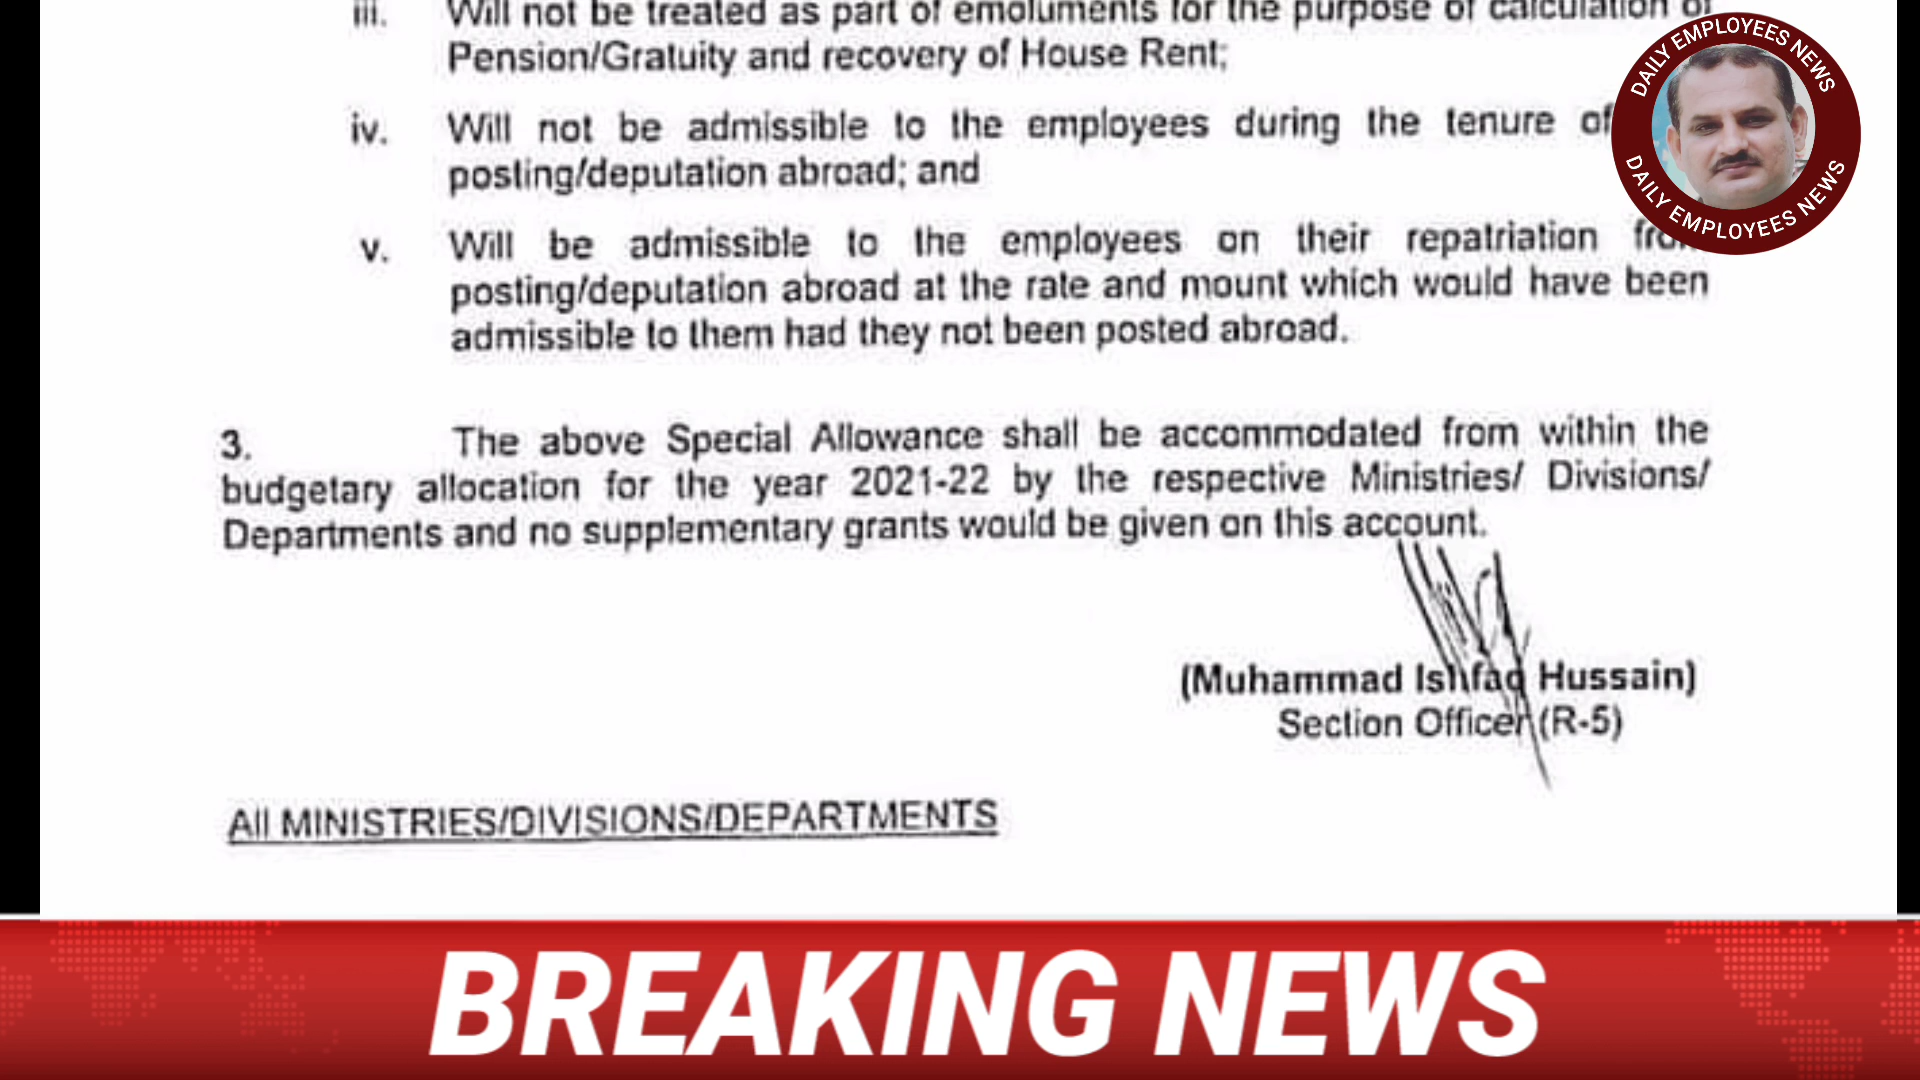 iii. Will not be treated as part of emoluments for the purpose of calculation of
Pension/Gratuity and recovery of House Rent;
iv. Will not be admissible to the employees during the tenure of
posting/deputation abroad; and
v. Will be admissible to the employees on their repatriation from
posting/deputation abroad at the rate and mount which would have been
admissible to them had they not been posted abroad.
3. The above Special Allowance shall be accommodated from within the
budgetary allocation for the year 2021-22 by the respective Ministries/ Divisions/
Departments and no supplementary grants would be given on this account.
(Muhammad Ishfaq Hussain)
Section Officer (R-5)
All MINISTRIES/DIVISIONS/DEPARTMENTS
DAILY EMPLOYEES NEWS
DAILY EMPLOYEES NEWS
BREAKING NEWS